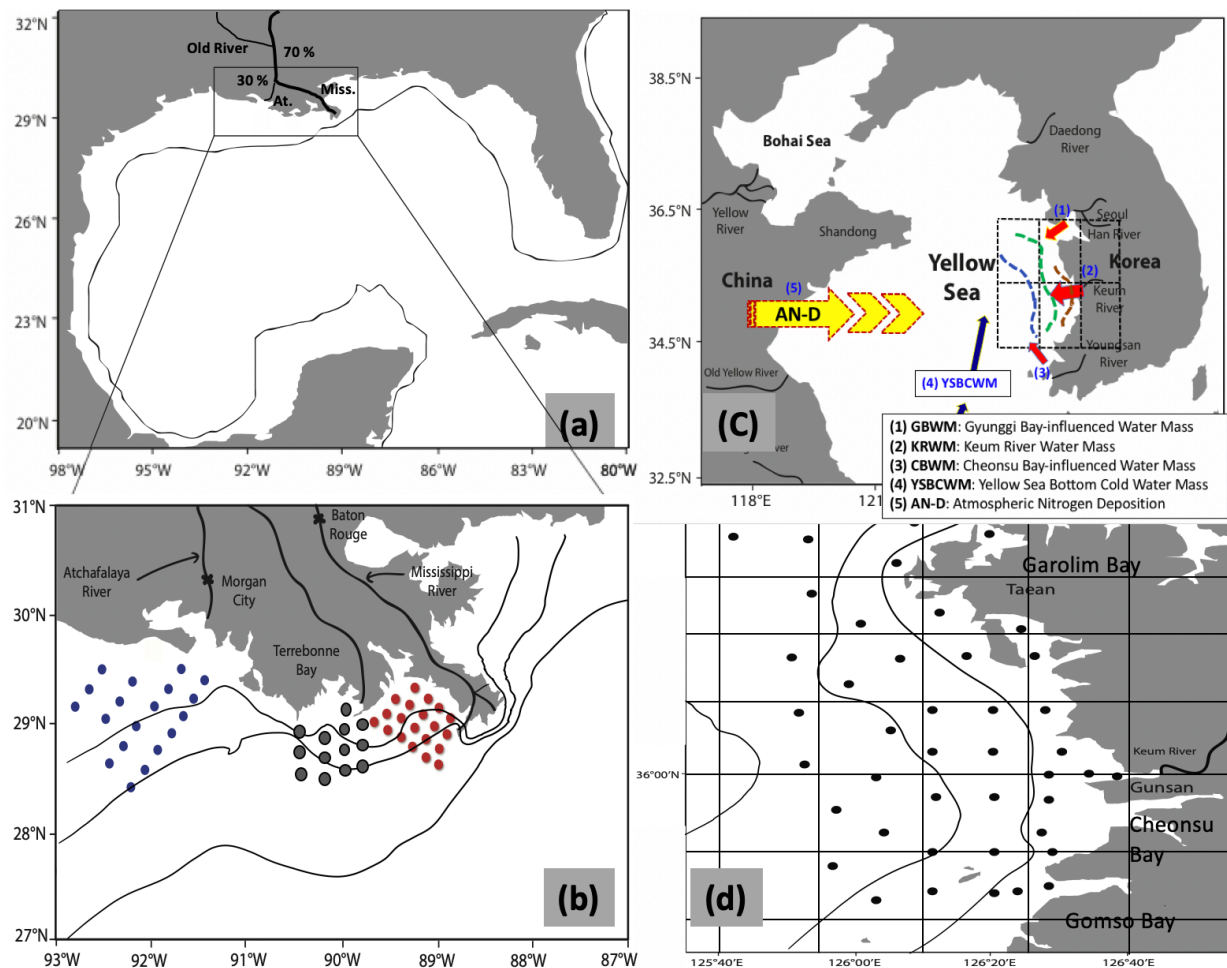 32°N
29°N
26°N
23°N
20°N
98°W
95°W
92°W
89°W
86°W
83°W
80°W
Old River
70 %
30 %
At.
Miss.
(a)
31°N
30°N
29°N
28°N
27°N
93°W
92°W
91°W
90°W
89°W
88°W
87°W
Baton
Rouge
Atchafalaya
River
Morgan
City
Mississippi
River
Terrebonne
Bay
(b)
38.5°N
36.5°N
34.5°N
32.5°N
118°E
Bohai Sea
Daedong
River
Yellow
River
Shandong
(1)
Seoul
Han River
Yellow
Sea
Korea
(2)
Keum
River
China
(5)
AN-D
Youngsan
River
(3)
Old Yellow River
(4) YSBCWM
(C)
(1) GBWM: Gyunggi Bay-influenced Water Mass
(2) KRWM: Keum River Water Mass
(3) CBWM: Cheonsu Bay-influenced Water Mass
(4) YSBCWM: Yellow Sea Bottom Cold Water Mass
(5) AN-D: Atmospheric Nitrogen Deposition
Garolim Bay
Taean
Keum River
36°00'N
Gunsan
Cheonsu
Bay
Gomso Bay
(d)
125°40'E
126°00'E
126°20'E
126°40'E